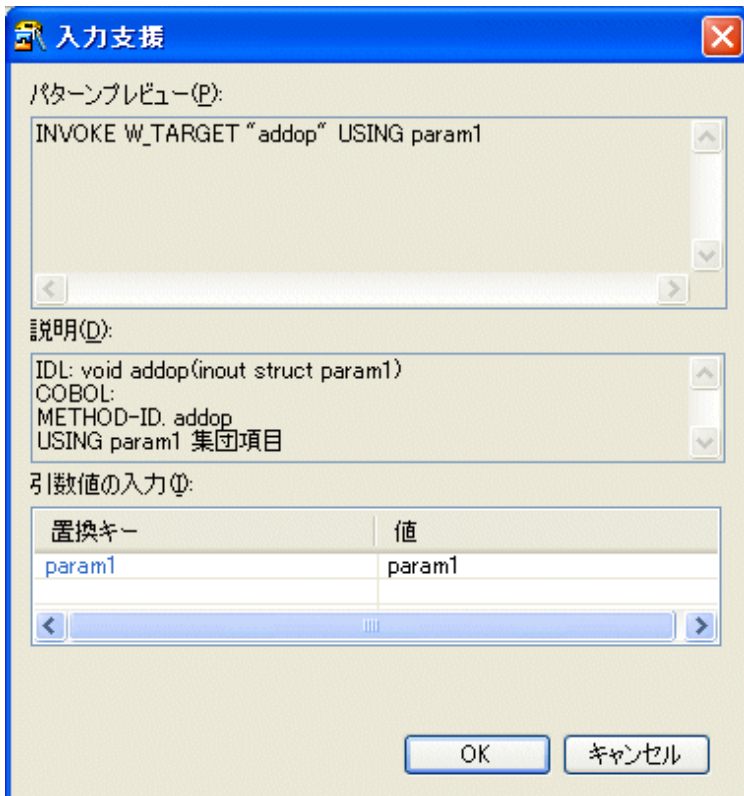 入力支援
パターンプレビュー(P):
INVOKE W_TARGET "addop" USING param1
説明(D):
IDL: void addop(inout struct param1)
COBOL:
METHOD-ID. addop
USING param1 集団項目
引数値の入力(I):
置換キー 値
param1 param1
OK キャンセル